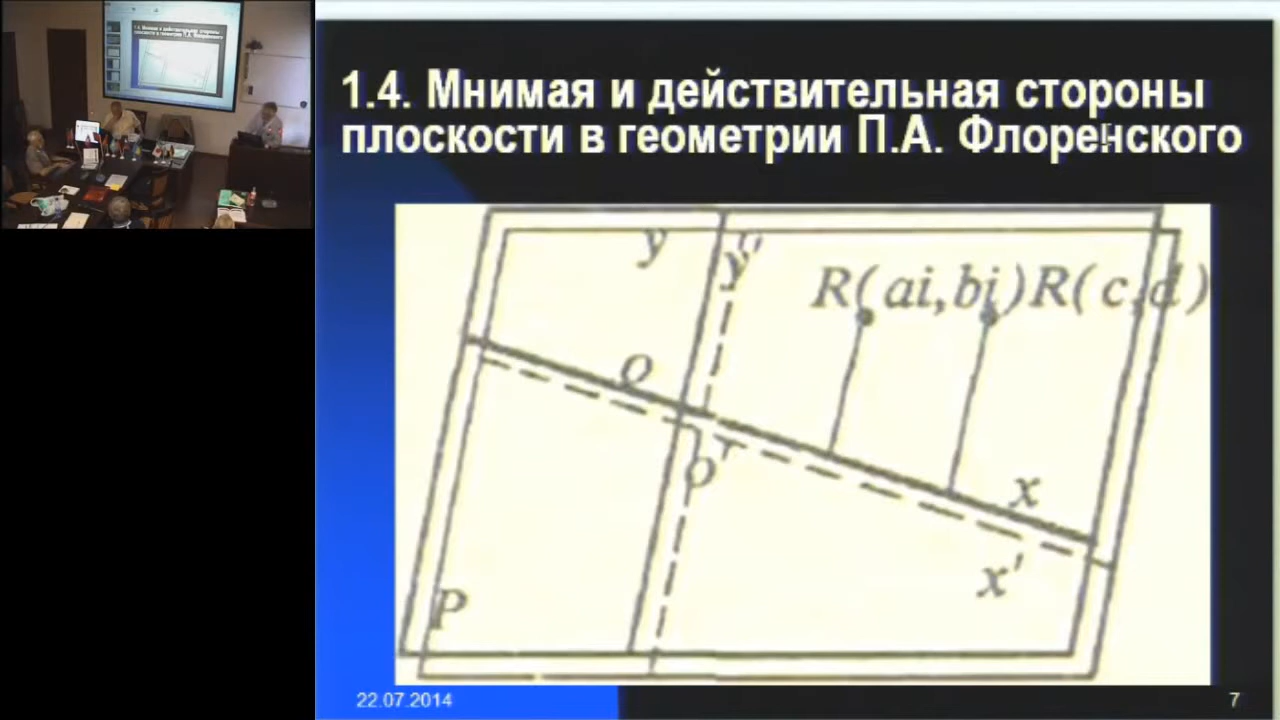 1.4. Мнимая и действительная стороны
плоскости в геометрии П.А. Флоренского
y
y'
R(ai,bi)R(c,d)
O
O'
x
x'
P
22.07.2014
7